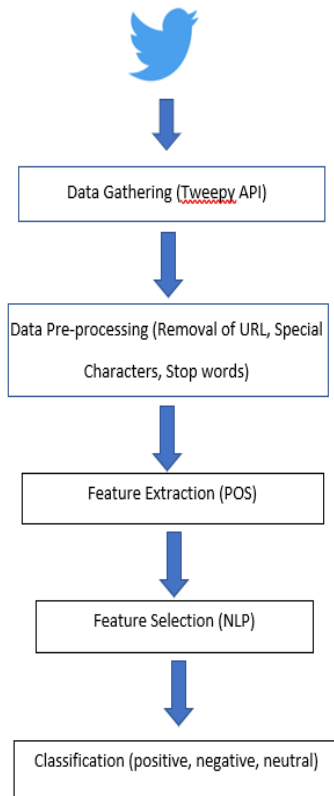 Data Gathering (Tweepy API)
Data Pre-processing (Removal of URL, Special
Characters, Stop words)
Feature Extraction (POS)
Feature Selection (NLP)
Classification (positive, negative, neutral)